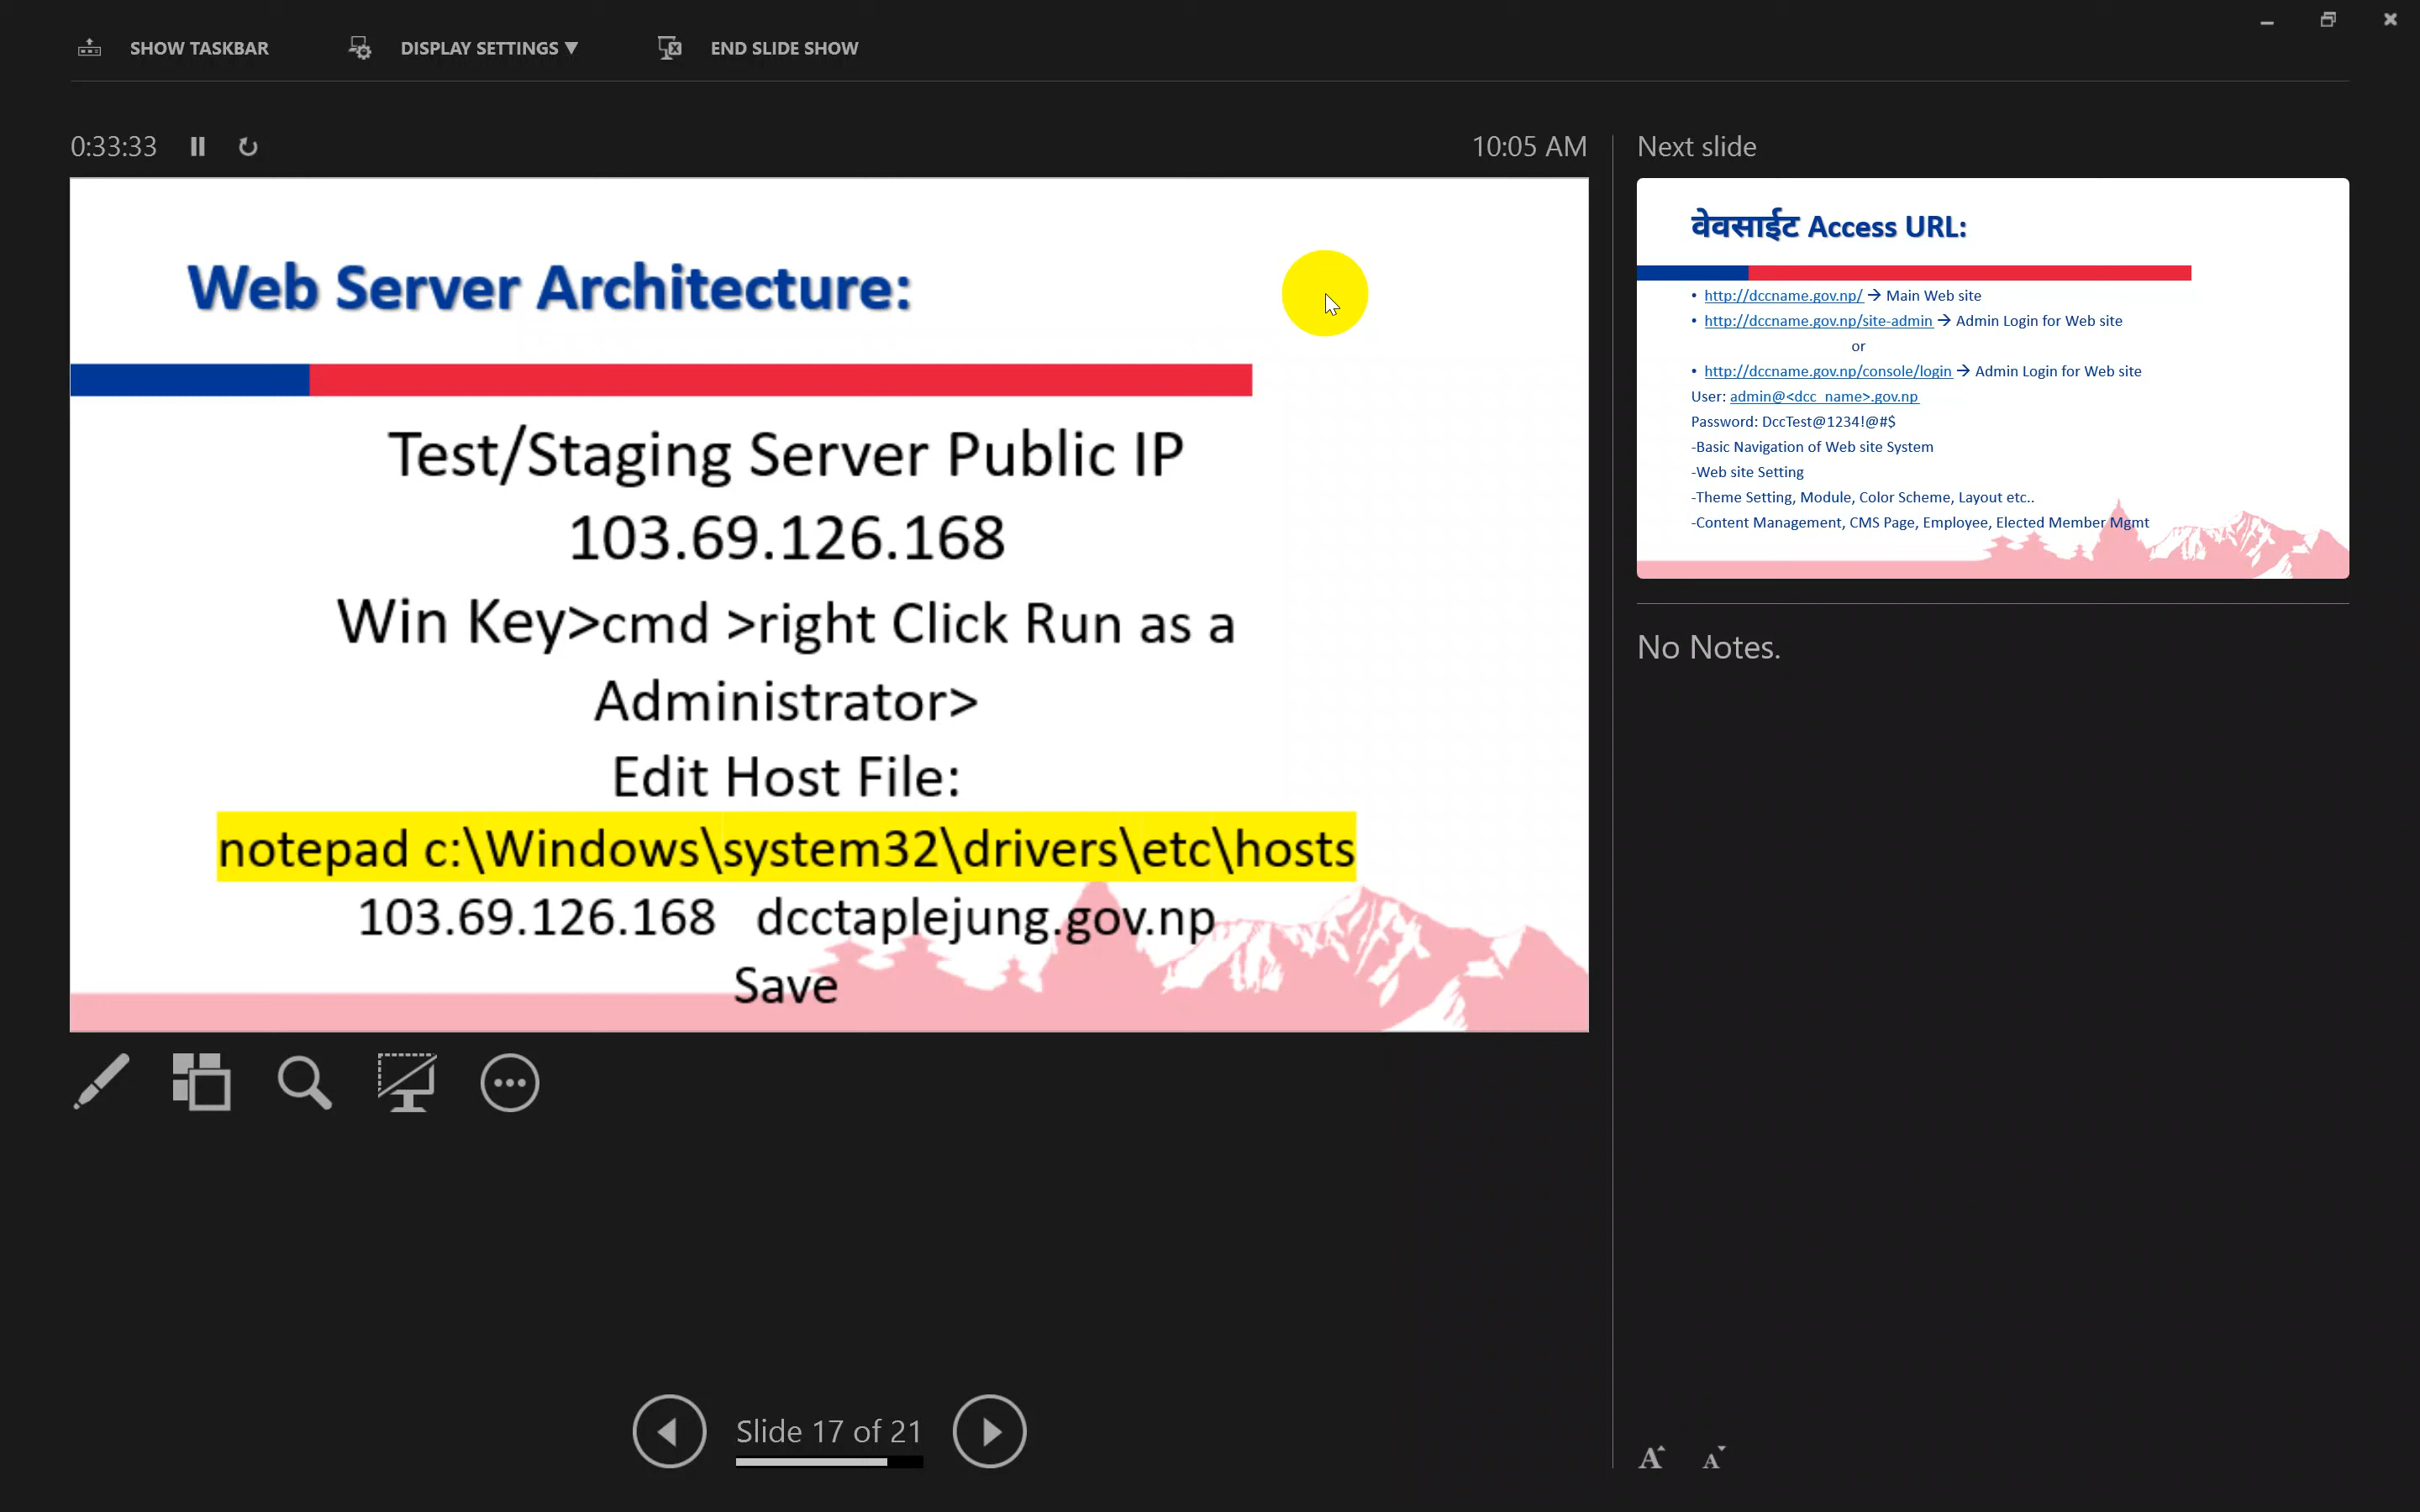 SHOW TASKBAR
DISPLAY SETTINGS ▼
END SLIDE SHOW
0:33:33
10:05 AM
Web Server Architecture:
Test/Staging Server Public IP
103.69.126.168
Win Key>cmd >right Click Run as a
Administrator>
Edit Host File:
notepad c:\Windows\system32\drivers\etc\hosts
103.69.126.168 dcctaplejung.gov.np
Save
Slide 17 of 21
Next slide
वेवसाईट Access URL:
• http://dccname.gov.np/ → Main Web site
• http://dccname.gov.np/site-admin → Admin Login for Web site
or
• http://dccname.gov.np/console/login → Admin Login for Web site
User: admin@<dcc_name>.gov.np
Password: DccTest@1234!@#$
-Basic Navigation of Web site System
-Web site Setting
-Theme Setting, Module, Color Scheme, Layout etc..
-Content Management, CMS Page, Employee, Elected Member Mgmt
No Notes.
A A